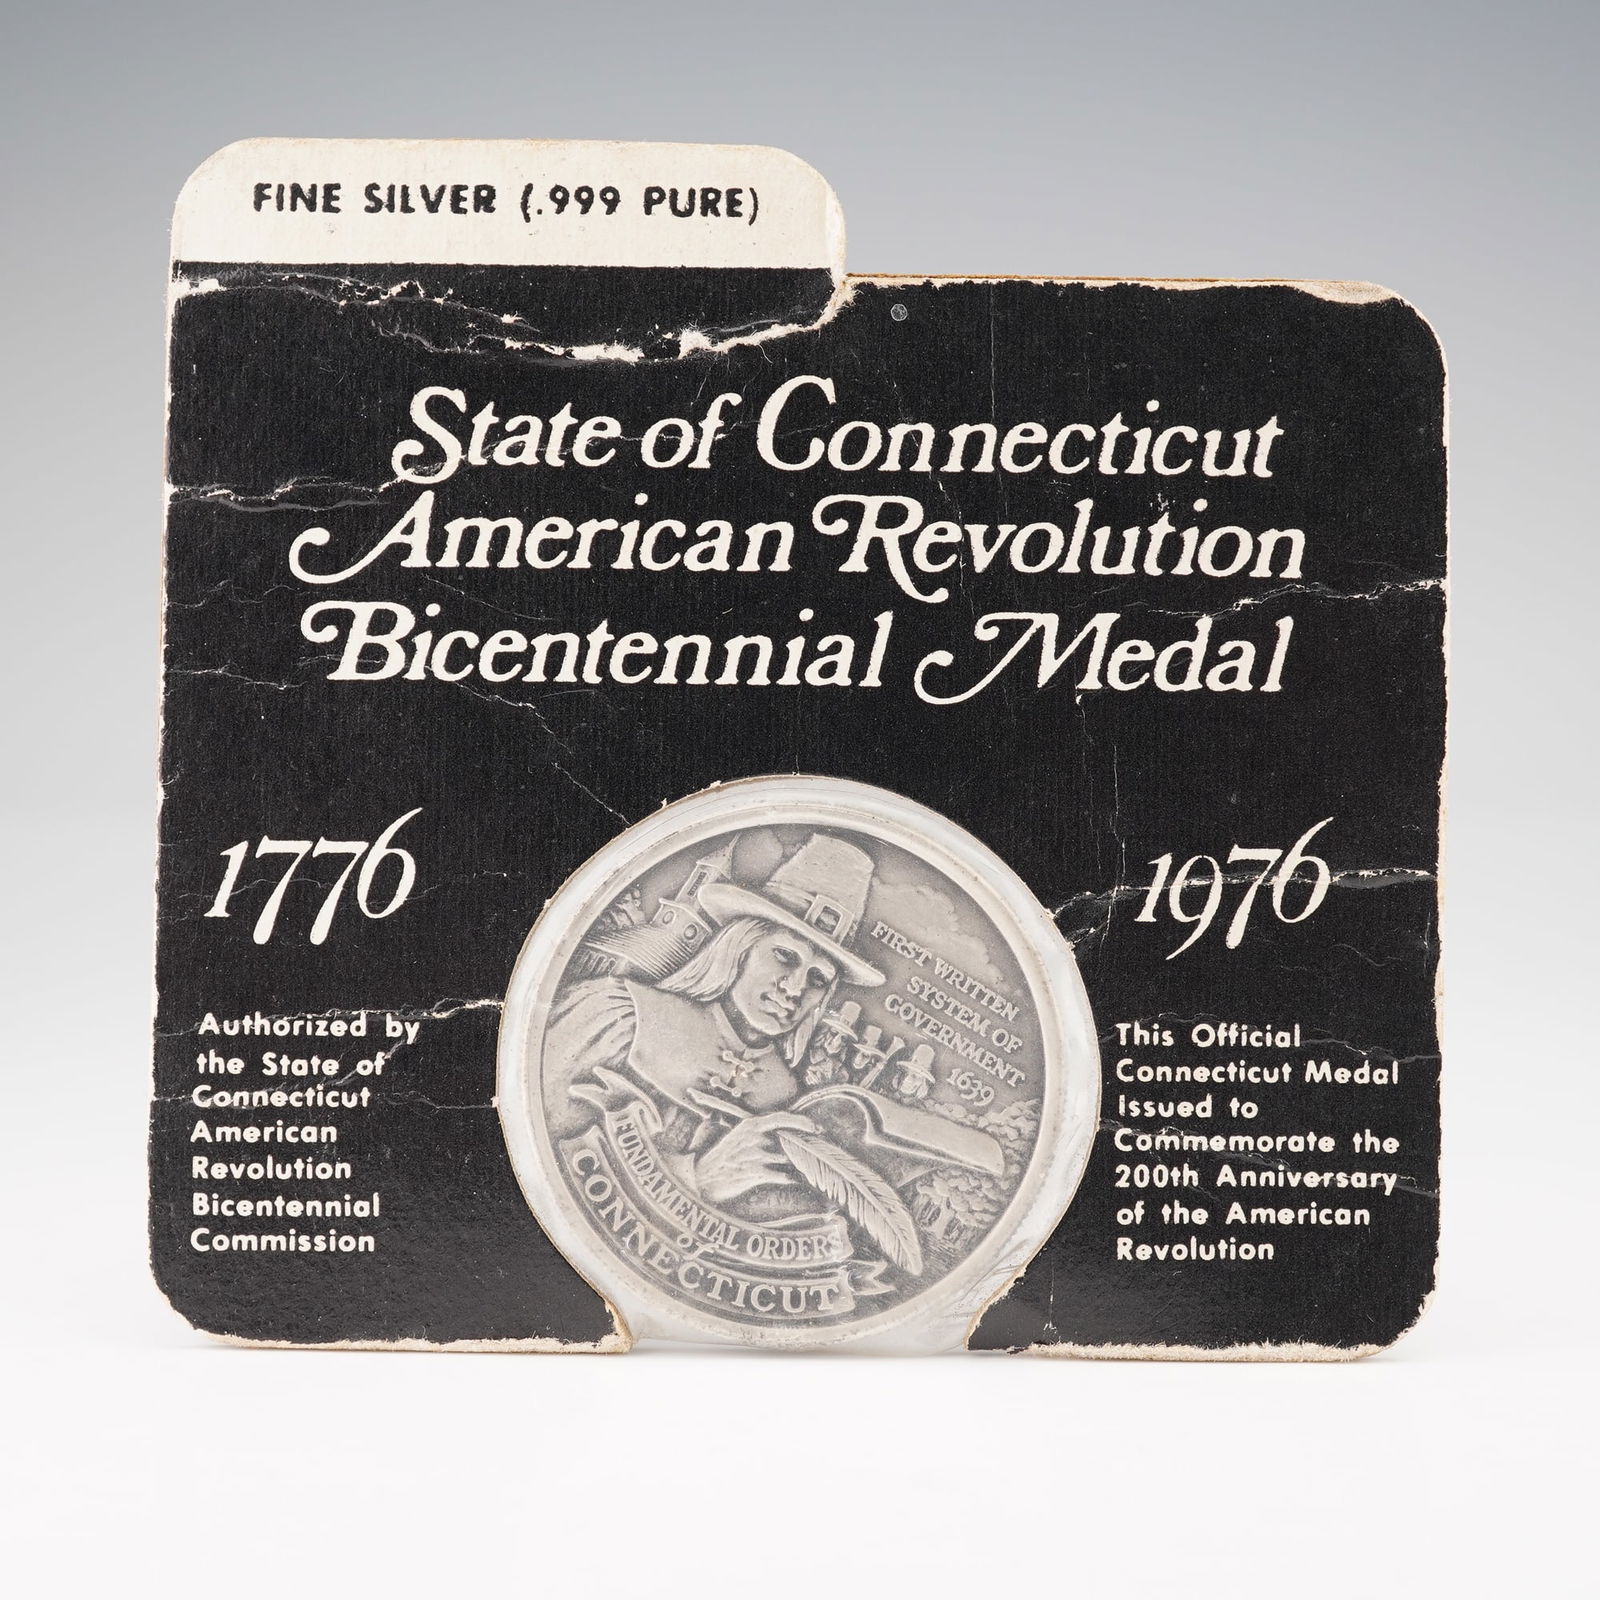 FINE SILVER (.999 PURE)
State of Connecticut
American Revolution
Bicentennial Medal
1776
1976
Authorized by
the State of
Connecticut
American
Revolution
Bicentennial
Commission
FIRST WRITTEN
SYSTEM OF
GOVERNMENT
1639
FUNDAMENTAL ORDERS
of
CONNECTICUT
This Official
Connecticut Medal
Issued to
Commemorate the
200th Anniversary
of the American
Revolution